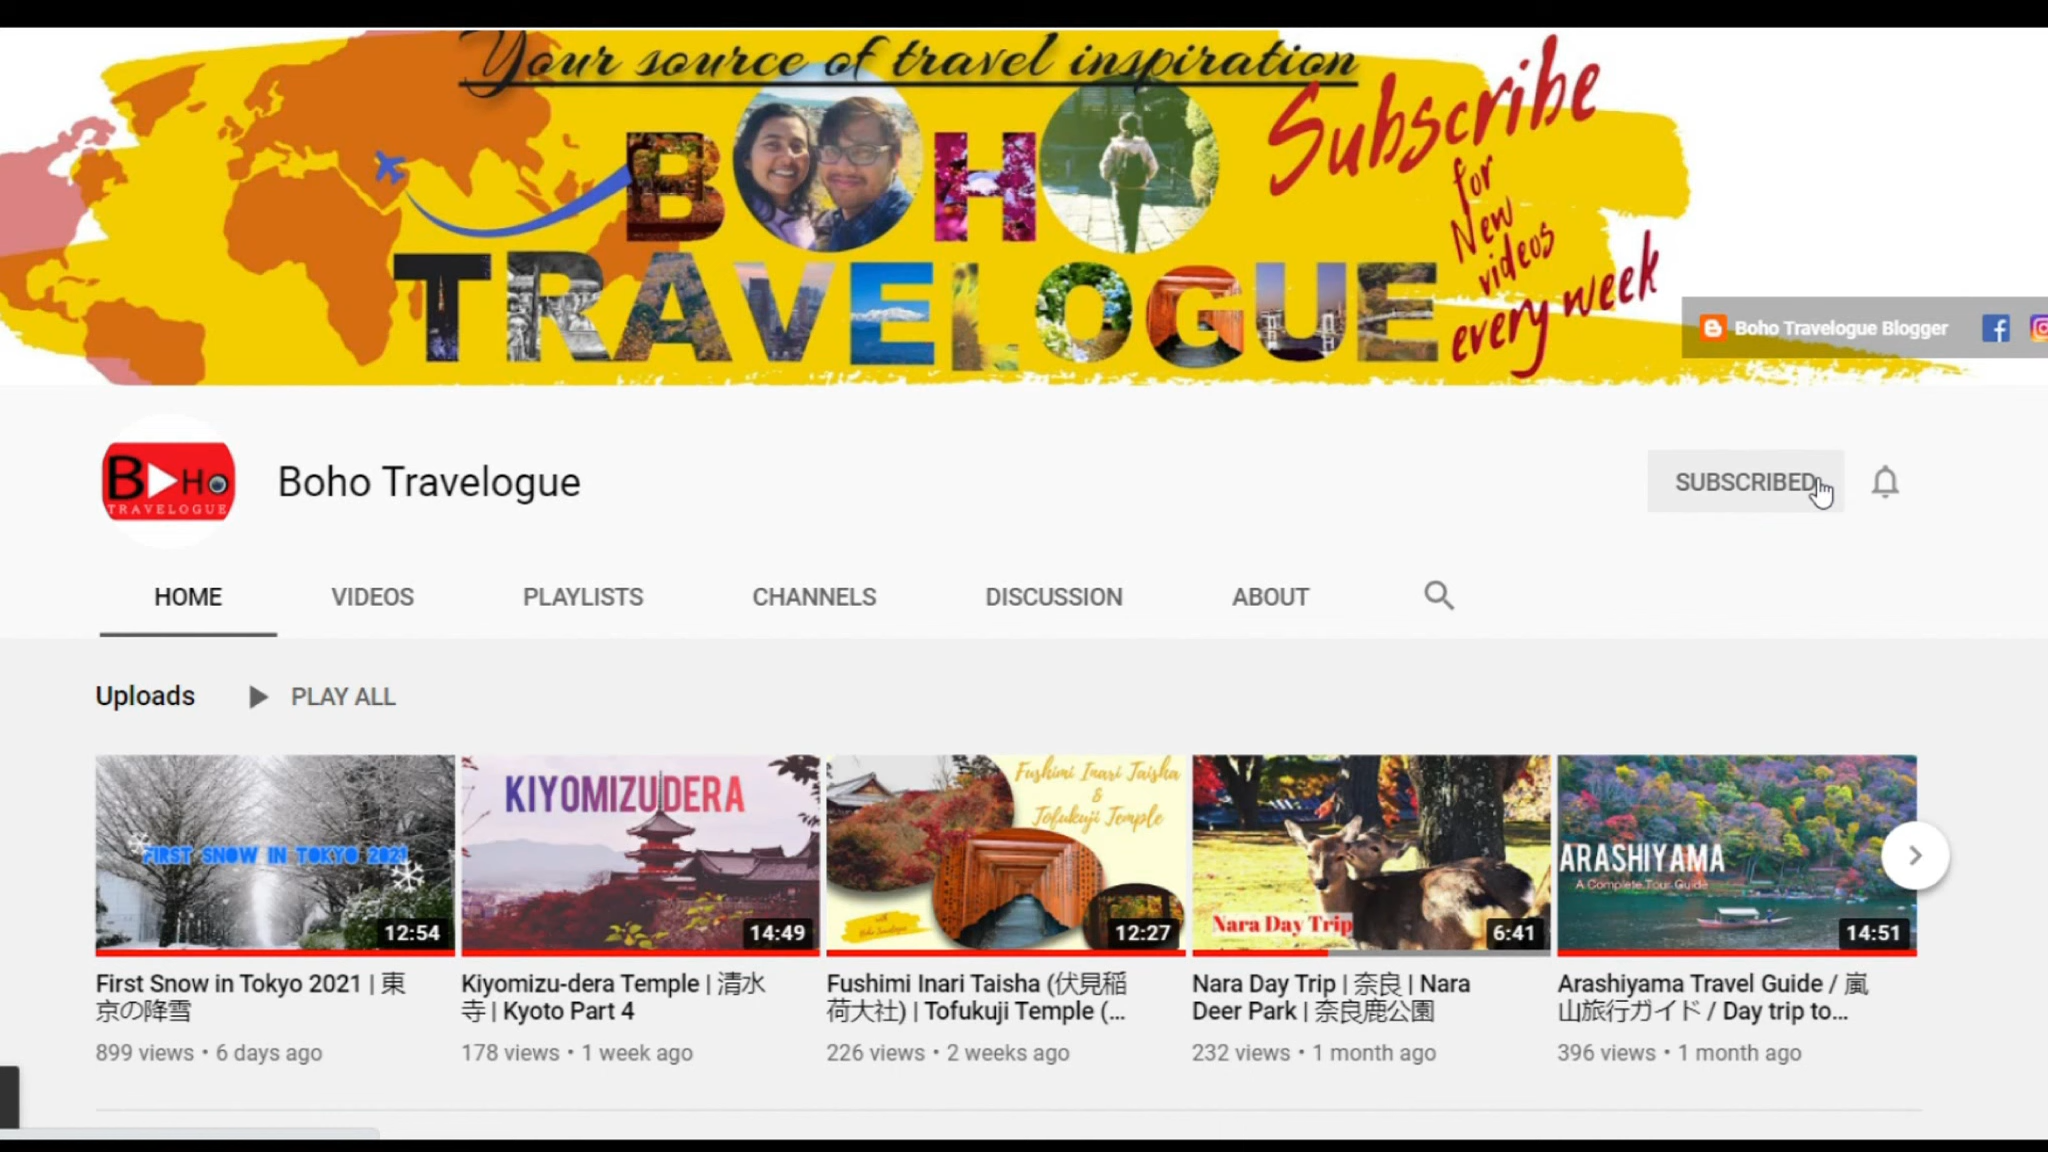 Your source of travel inspiration
BOHO
TRAVELOGUE
Subscribe
for
New
videos
every week
Boho Travelogue Blogger
BHo
TRAVELOGUE
Boho Travelogue
SUBSCRIBED
HOME VIDEOS PLAYLISTS CHANNELS DISCUSSION ABOUT
Uploads PLAY ALL
FIRST SNOW IN TOKYO 2021
12:54
KIYOMIZUDERA
14:49
Fushimi Inari Taisha
&
Tofukuji Temple
12:27
Nara Day Trip
6:41
ARASHIYAMA
A Complete Tour Guide
14:51
First Snow in Tokyo 2021 | 東
京の降雪
899 views • 6 days ago
Kiyomizu-dera Temple | 清水
寺 | Kyoto Part 4
178 views • 1 week ago
Fushimi Inari Taisha (伏見稲
荷大社) | Tofukuji Temple (...
226 views • 2 weeks ago
Nara Day Trip | 奈良 | Nara
Deer Park | 奈良鹿公園
232 views • 1 month ago
Arashiyama Travel Guide / 嵐
山旅行ガイド / Day trip to...
396 views • 1 month ago